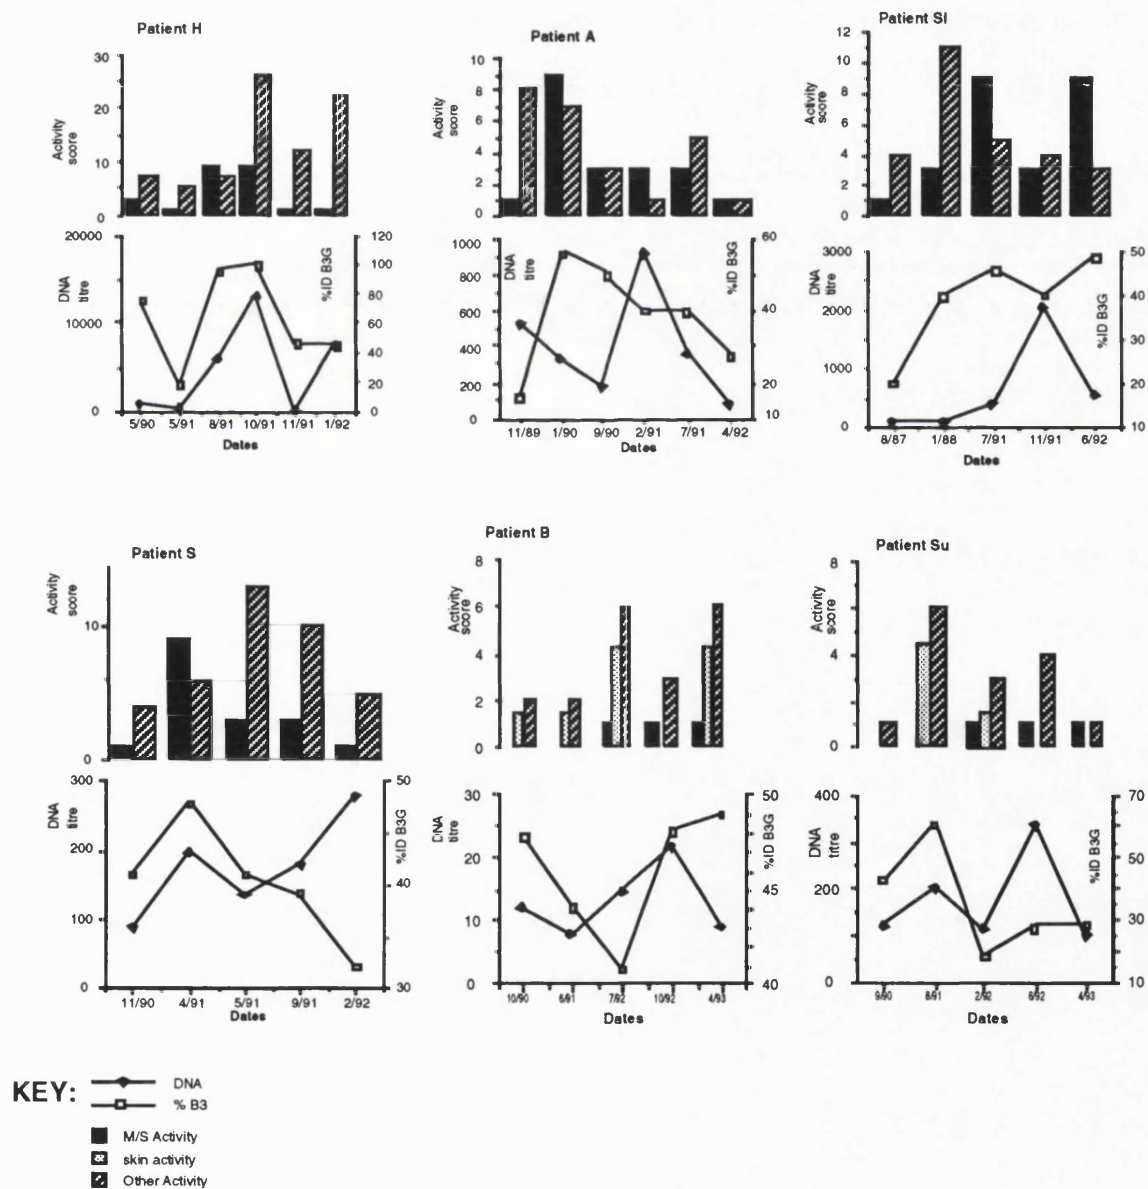 Patient H
30
20
10
0
Activity
score
20000
10000
0
DNA
titre
120
100
80
60
40
20
0
%ID B3G
5/90 5/91 8/91 10/91 11/91 1/92
Dates
Patient A
10
8
6
4
2
0
Activity
score
1000
800
600
400
200
0
DNA
titre
60
40
20
10
%ID B3G
11/89 1/90 9/90 2/91 7/91 4/92
Dates
Patient SI
12
10
8
6
4
2
0
Activity
score
3000
2000
1000
0
DNA
titre
50
40
30
20
10
%ID B3G
8/87 1/88 7/91 11/91 6/92
Dates
Patient S
10
0
Activity
score
300
200
100
0
DNA
titre
50
40
30
%ID B3G
11/90 4/91 5/91 9/91 2/92
Dates
Patient B
8
6
4
2
0
Activity
score
30
20
10
0
DNA
titre
50
45
40
%ID B3G
10/90 6/91 7/92 10/92 4/93
Dates
Patient Su
8
6
4
2
0
Activity
score
400
200
0
DNA
titre
70
60
50
40
30
20
10
%ID B3G
9/90 8/91 2/92 6/92 4/93
Dates
KEY:
DNA
% B3
M/S Activity
skin activity
Other Activity